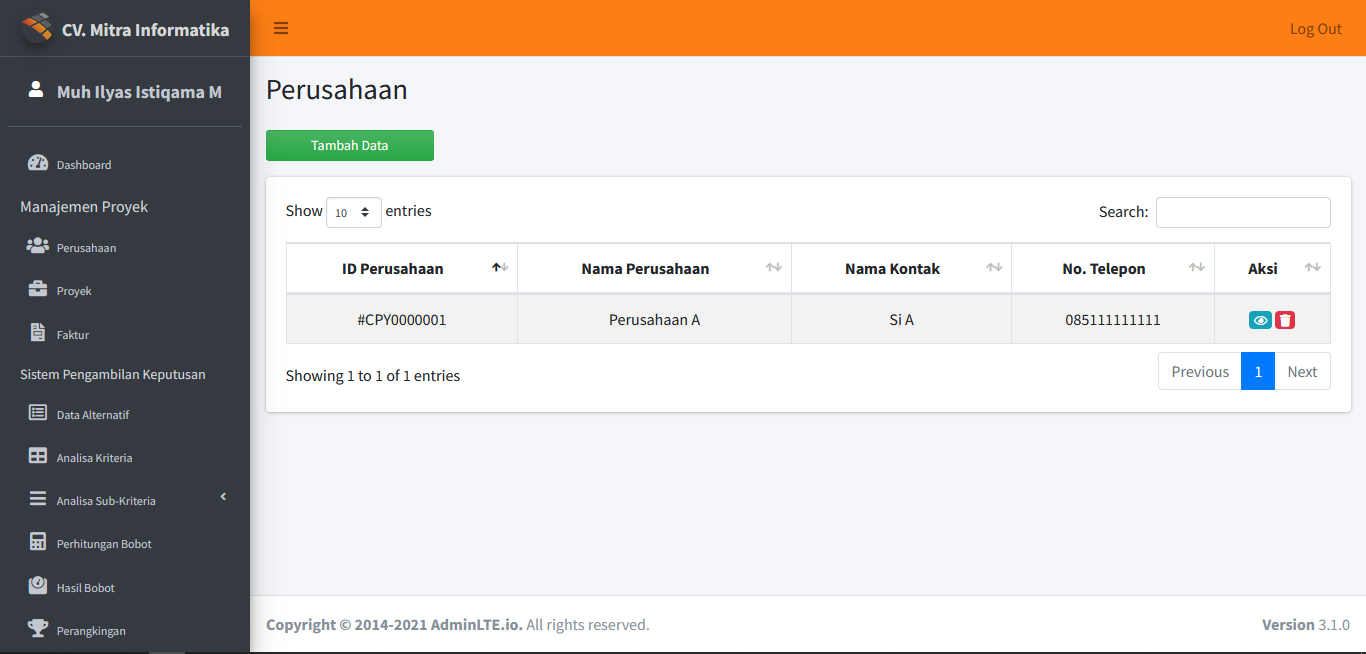 CV. Mitra Informatika
Log Out
Muh Ilyas Istiqama M
Dashboard
Manajemen Proyek
Perusahaan
Proyek
Faktur
Sistem Pengambilan Keputusan
Data Alternatif
Analisa Kriteria
Analisa Sub-Kriteria
Perhitungan Bobot
Hasil Bobot
Perangkingan
Perusahaan
Tambah Data
Show 10 entries
Search:
ID Perusahaan Nama Perusahaan Nama Kontak No. Telepon Aksi
#CPY0000001 Perusahaan A Si A 085111111111
Showing 1 to 1 of 1 entries
Previous 1 Next
Copyright © 2014-2021 AdminLTE.io. All rights reserved.
Version 3.1.0